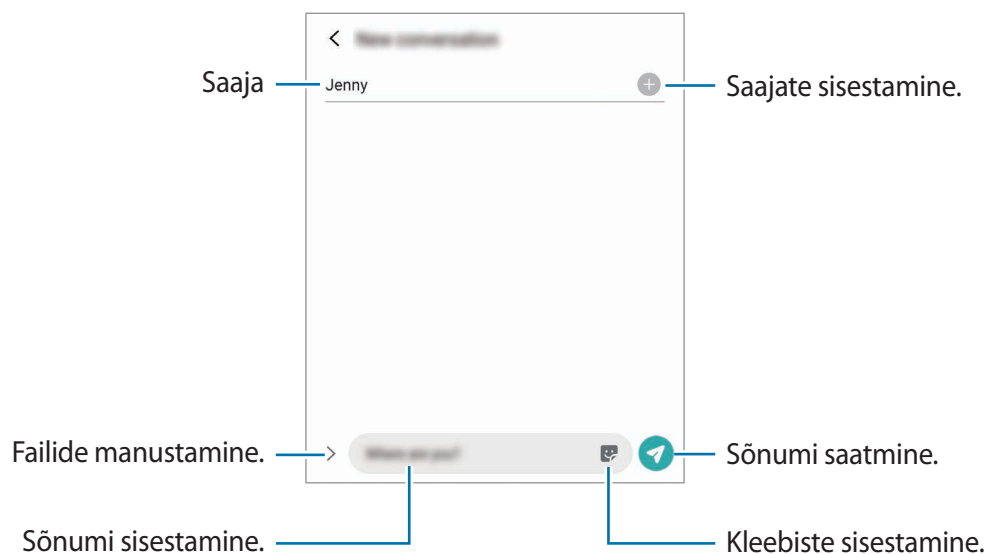 Saaja
Jenny
Saajate sisestamine.
Failide manustamine.
Sõnumi saatmine.
Sõnumi sisestamine.
Kleebiste sisestamine.